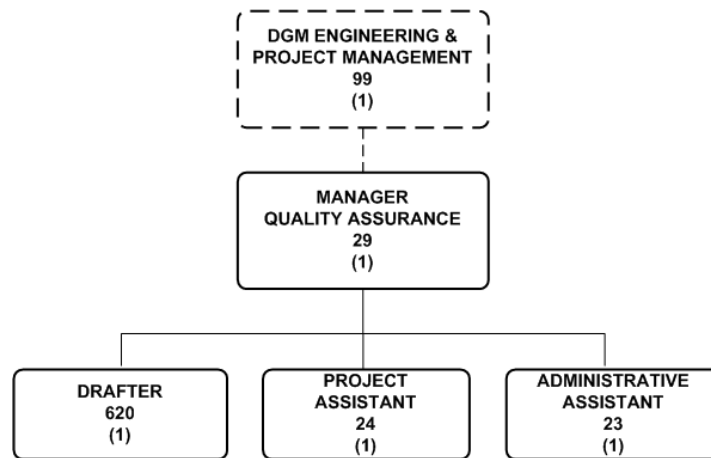 DGM ENGINEERING &
PROJECT MANAGEMENT
99
(1)
MANAGER
QUALITY ASSURANCE
29
(1)
DRAFTER
620
(1)
PROJECT
ASSISTANT
24
(1)
ADMINISTRATIVE
ASSISTANT
23
(1)